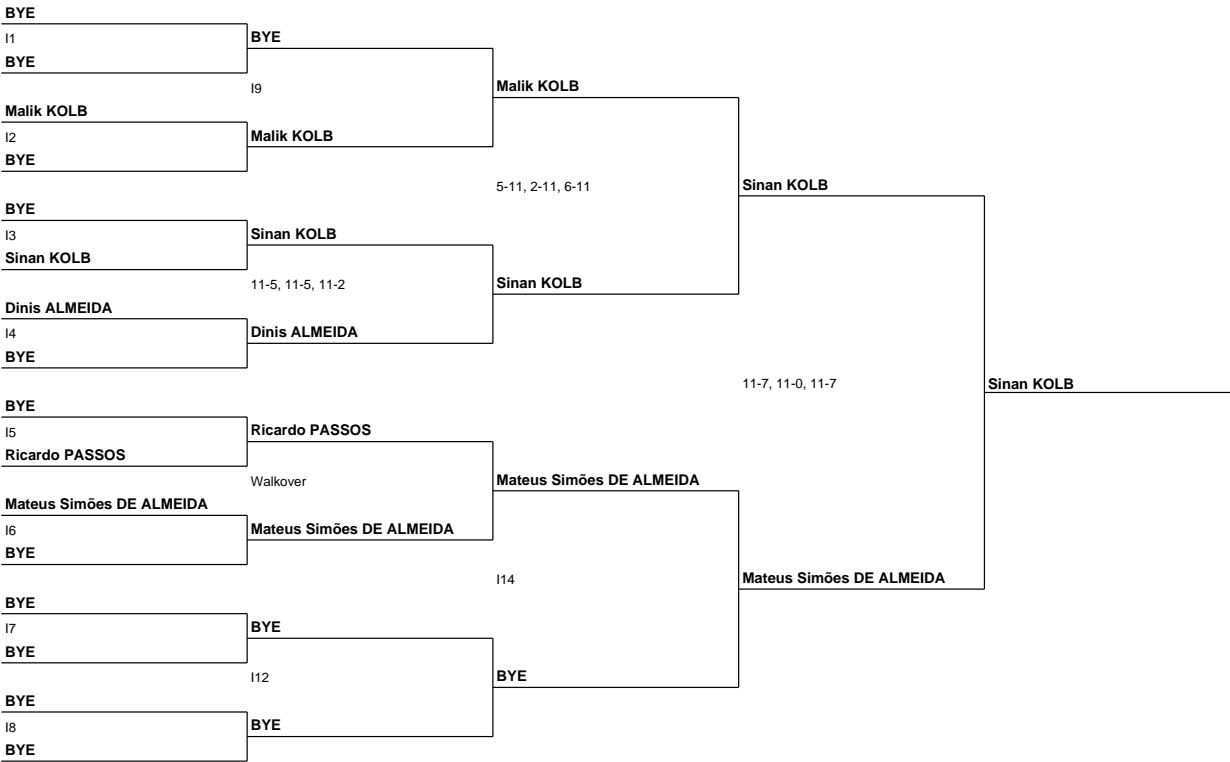 BYE
I1
BYE
BYE
I9
Malik KOLB
Malik KOLB
I2
Malik KOLB
BYE
5-11, 2-11, 6-11
Sinan KOLB
BYE
I3
Sinan KOLB
Sinan KOLB
11-5, 11-5, 11-2
Sinan KOLB
Dinis ALMEIDA
I4
Dinis ALMEIDA
BYE
11-7, 11-0, 11-7
Sinan KOLB
BYE
I5
Ricardo PASSOS
Ricardo PASSOS
Walkover
Mateus Simões DE ALMEIDA
Mateus Simões DE ALMEIDA
I6
Mateus Simões DE ALMEIDA
BYE
I14
Mateus Simões DE ALMEIDA
BYE
I7
BYE
BYE
I12
BYE
BYE
I8
BYE
BYE